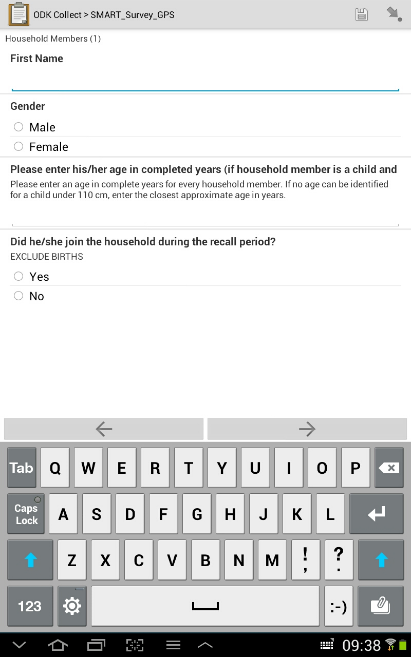 ODK Collect > SMART_Survey_GPS
Household Members (1)
First Name
Gender
Male
Female
Please enter his/her age in completed years (if household member is a child and
Please enter an age in complete years for every household member. If no age can be identified
for a child under 110 cm, enter the closest approximate age in years.
Did he/she join the household during the recall period?
EXCLUDE BIRTHS
Yes
No
Tab Q W E R T Y U I O P
Caps
Lock A S D F G H J K L
Z X C V B N M ! , ? .
123 :-)
09:38